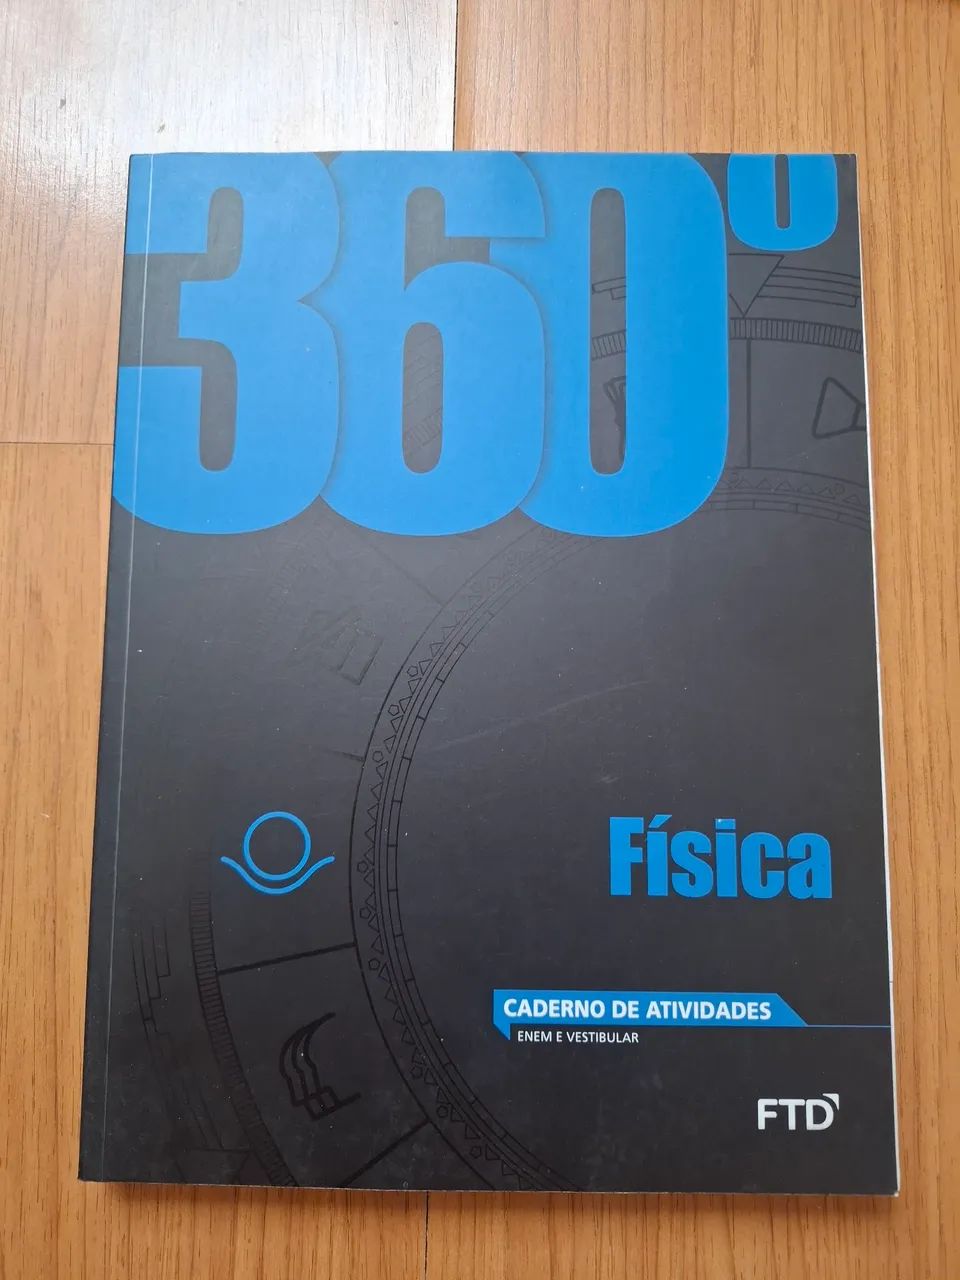 360°
Física
CADERNO DE ATIVIDADES
ENEM E VESTIBULAR
FTD